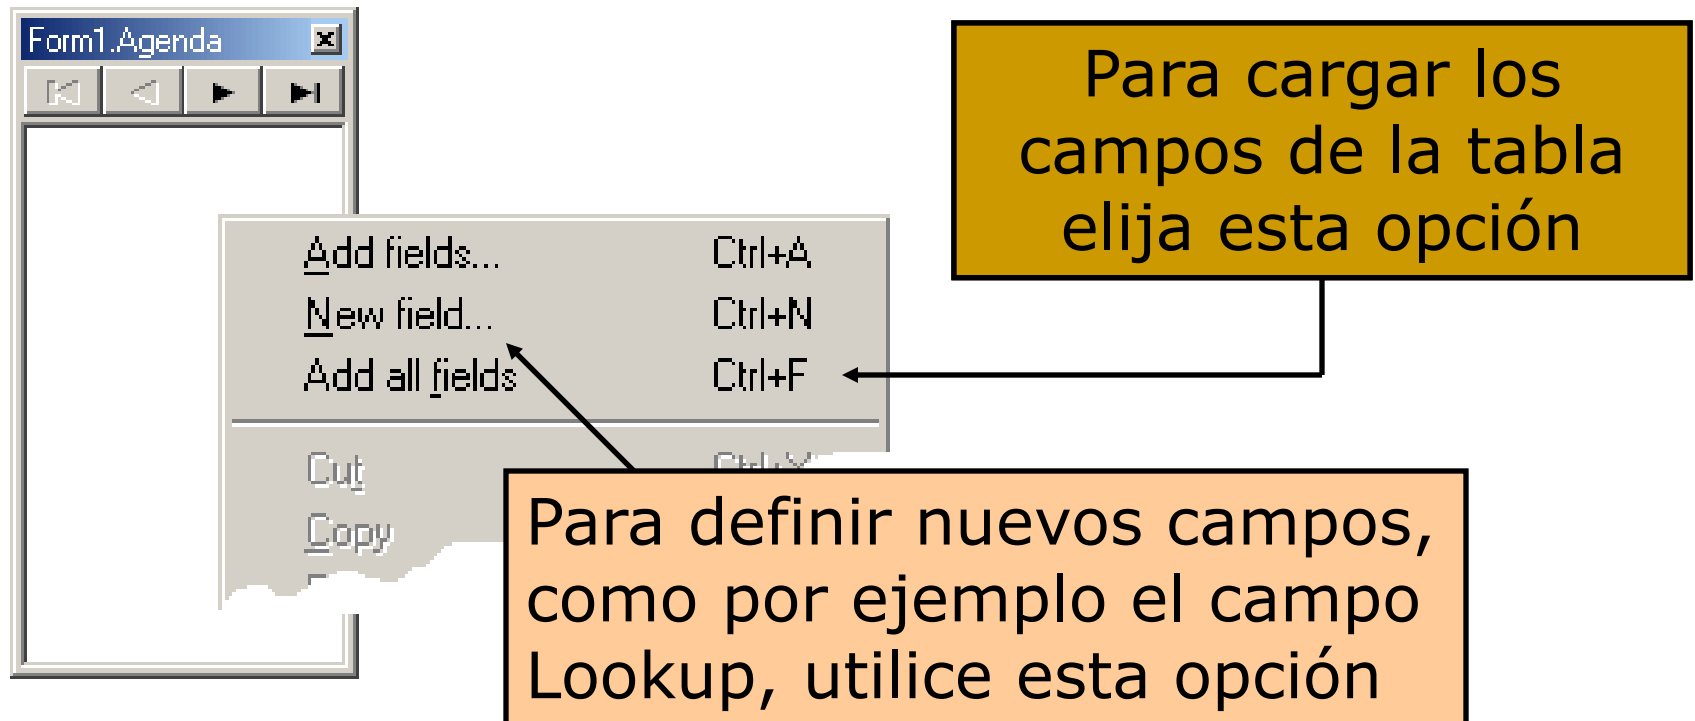 Form1.Agenda
Para cargar los
campos de la tabla
elija esta opción
Add fields... Ctrl+A
New field... Ctrl+N
Add all fields Ctrl+F
Cut Ctrl+X
Copy
Para definir nuevos campos,
como por ejemplo el campo
Lookup, utilice esta opción